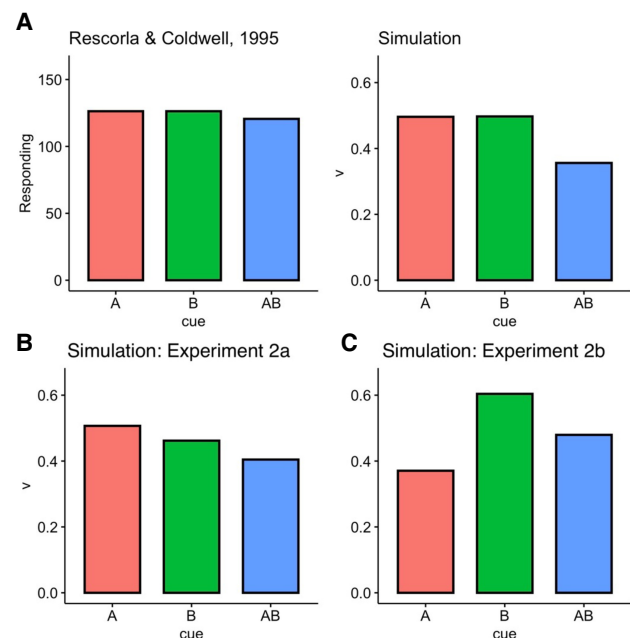 A
Rescorla & Coldwell, 1995
Simulation
150
100
50
0
Responding
A B AB
cue
0.6
0.4
0.2
0.0
v
A B AB
cue
B
Simulation: Experiment 2a
0.6
0.4
0.2
0.0
v
A B AB
cue
C
Simulation: Experiment 2b
0.6
0.4
0.2
0.0
A B AB
cue